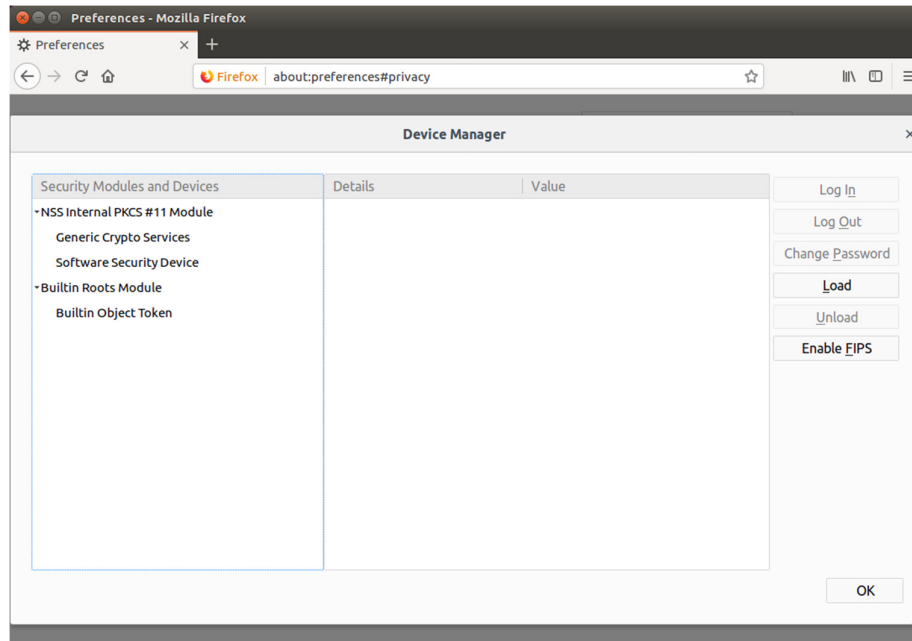 Preferences - Mozilla Firefox
Preferences
Firefox about:preferences#privacy
Device Manager
Security Modules and Devices Details Value
NSS Internal PKCS #11 Module
Generic Crypto Services
Software Security Device
Builtin Roots Module
Builtin Object Token
Log In
Log Out
Change Password
Load
Unload
Enable FIPS
OK